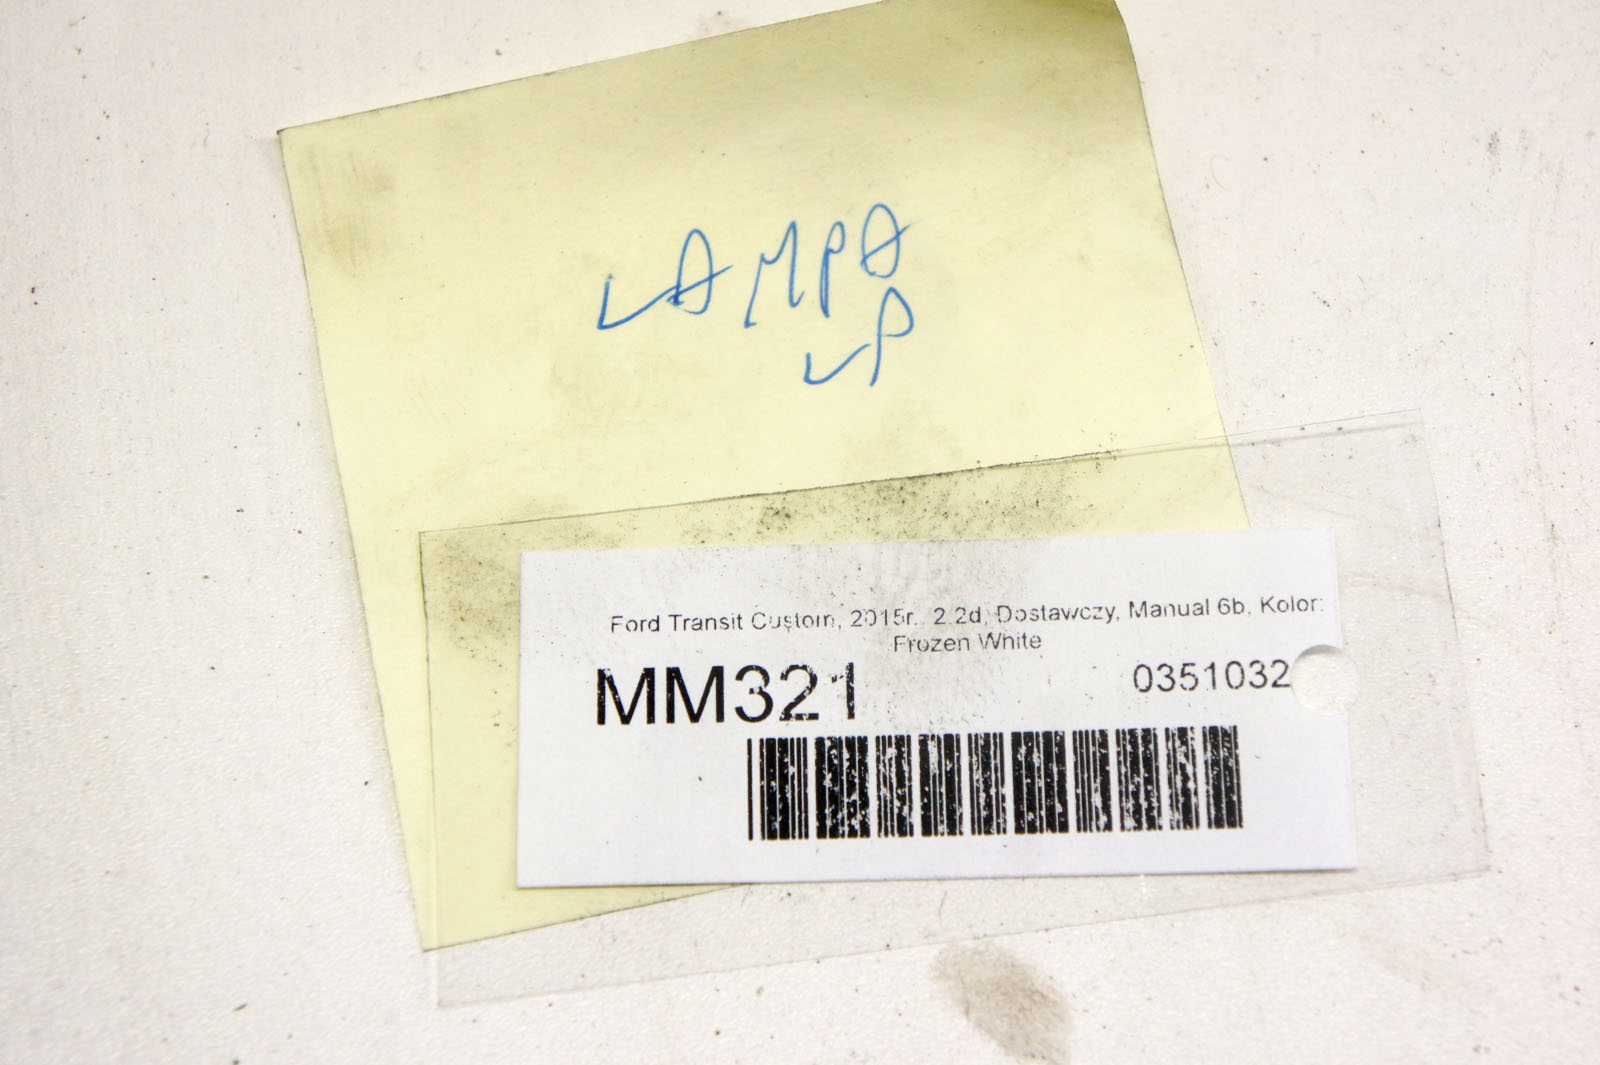 LAMPA
LP
Ford Transit Custom, 2015r., 2.2d, Dostawczy, Manual 6b, Kolor:
Frozen White
MM321
0351032